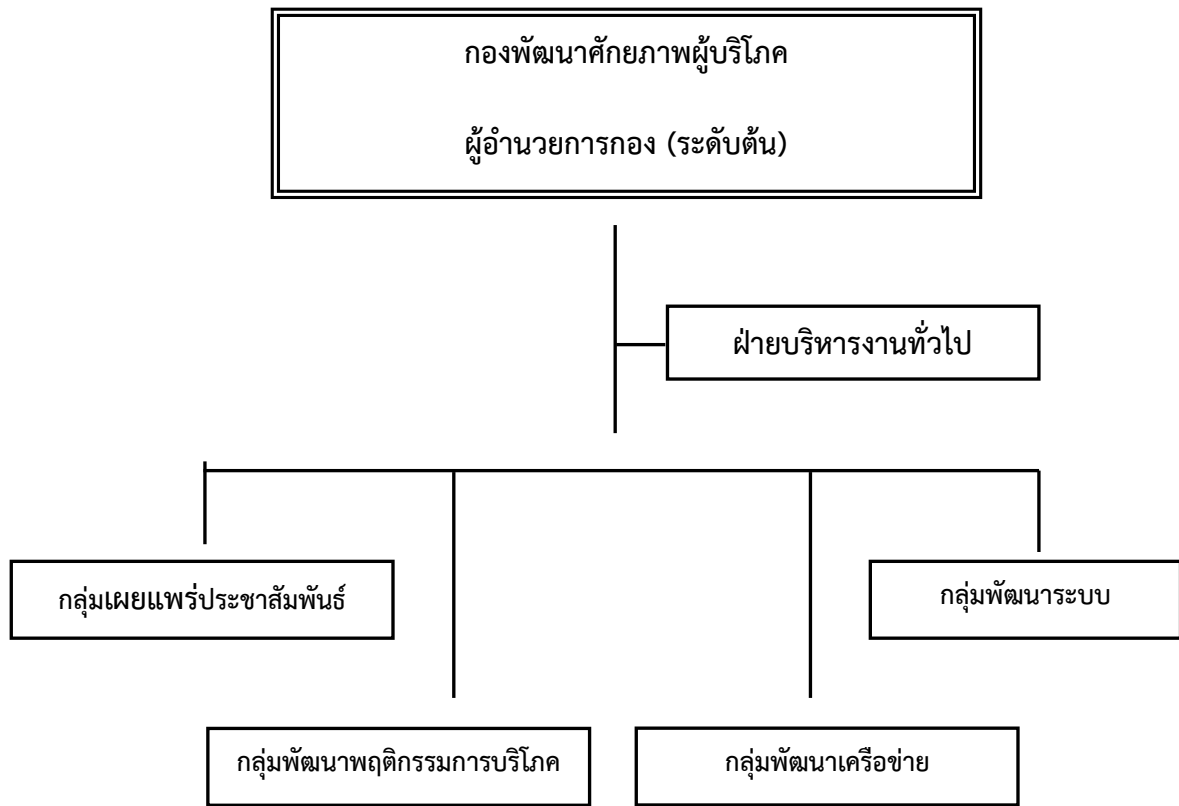 กองพัฒนาศักยภาพผู้บริโภค
ผู้อำนวยการกอง (ระดับต้น)
ฝ่ายบริหารงานทั่วไป
กลุ่มเผยแพร่ประชาสัมพันธ์
กลุ่มพัฒนาระบบ
กลุ่มพัฒนาพฤติกรรมการบริโภค
กลุ่มพัฒนาเครือข่าย